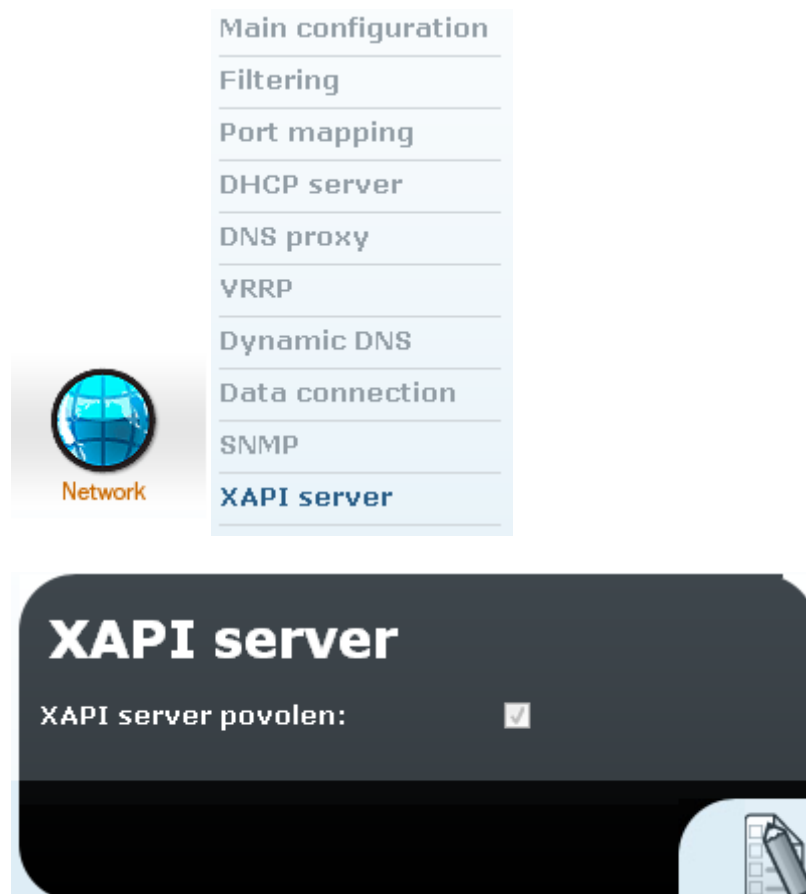 Main configuration
Filtering
Port mapping
DHCP server
DNS proxy
VRRP
Dynamic DNS
Data connection
SNMP
Network
XAPI server
XAPI server
XAPI server povolen: